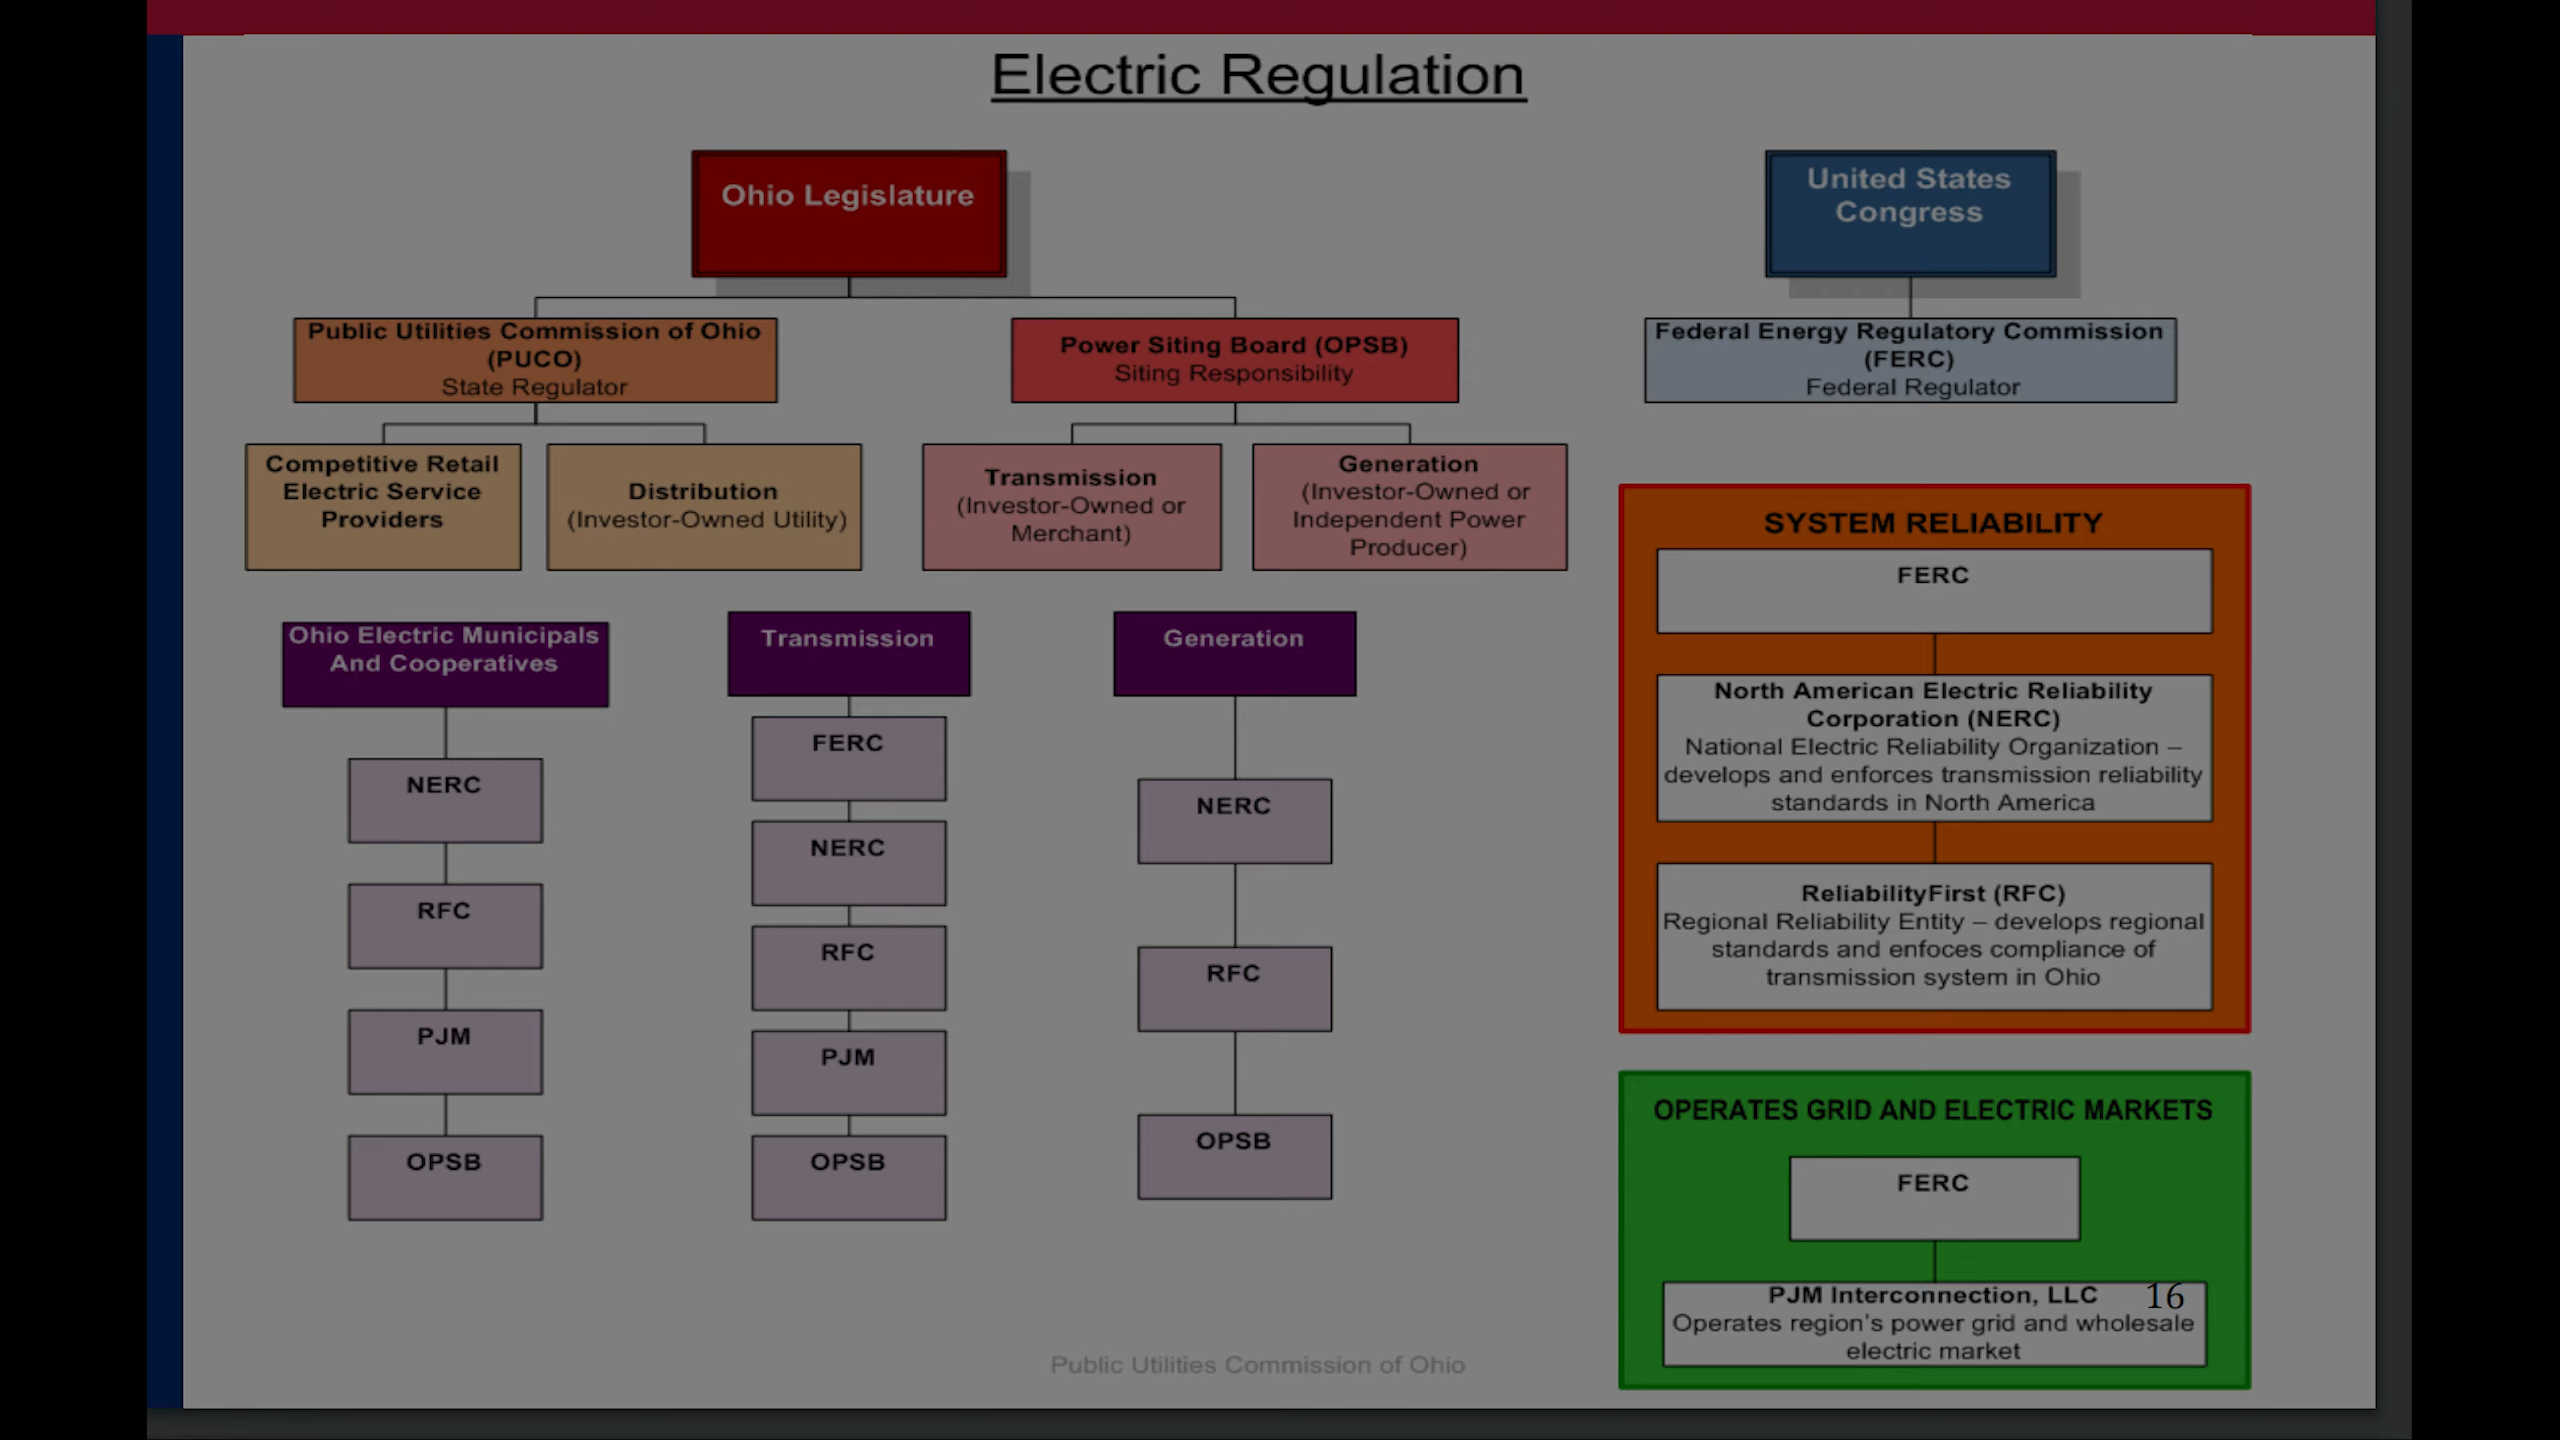 Electric Regulation
Ohio Legislature
United States
Congress
Public Utilities Commission of Ohio
(PUCO)
State Regulator
Power Siting Board (OPSB)
Siting Responsibility
Federal Energy Regulatory Commission
(FERC)
Federal Regulator
Competitive Retail
Electric Service
Providers
Distribution
(Investor-Owned Utility)
Transmission
(Investor-Owned or
Merchant)
Generation
(Investor-Owned or
Independent Power
Producer)
Ohio Electric Municipals
And Cooperatives
NERC
RFC
PJM
OPSB
Transmission
FERC
NERC
RFC
PJM
OPSB
Generation
NERC
RFC
OPSB
SYSTEM RELIABILITY
FERC
North American Electric Reliability
Corporation (NERC)
National Electric Reliability Organization –
develops and enforces transmission reliability
standards in North America
ReliabilityFirst (RFC)
Regional Reliability Entity – develops regional
standards and enfoces compliance of
transmission system in Ohio
OPERATES GRID AND ELECTRIC MARKETS
FERC
PJM Interconnection, LLC
Operates region's power grid and wholesale
electric market
16
Public Utilities Commission of Ohio